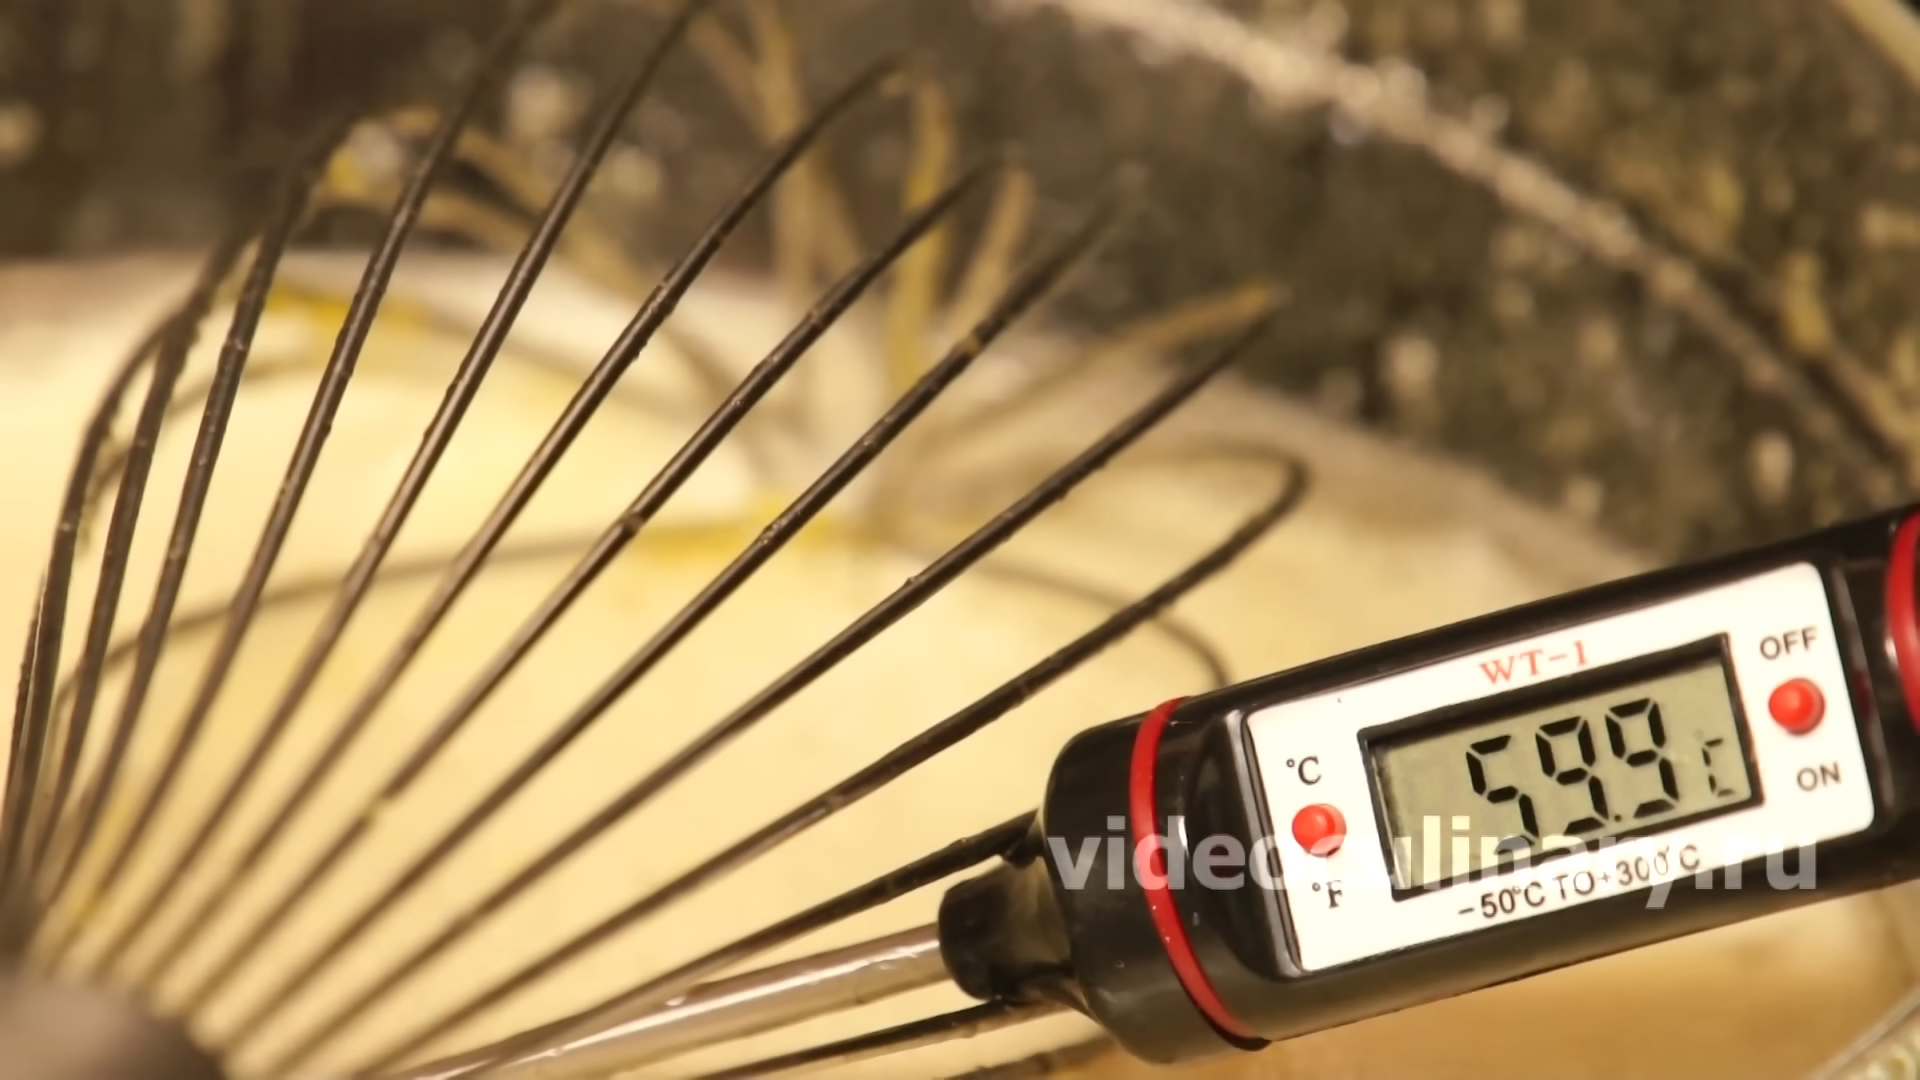 WT-1
OFF
59.9 °C
°C
ON
°F
-50°C TO+300°C
videoculinary.ru